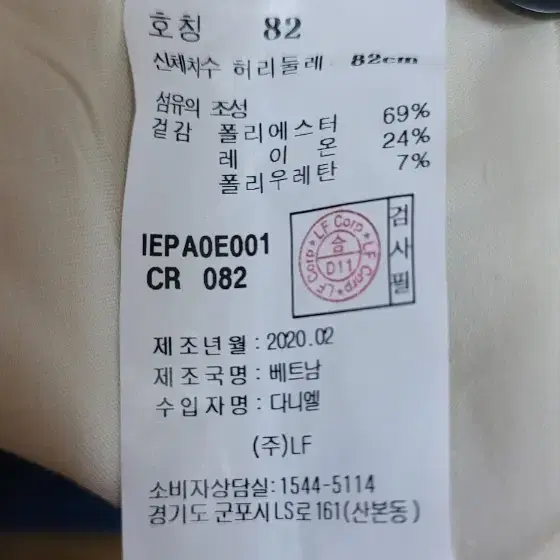 호칭 82
신체치수 허리둘레 82cm
섬유의 조성
겉감 폴리에스터 69%
레이온 24%
폴리우레탄 7%
IEPA0E001
CR 082
LF Corp ★ LF Corp ★ LF Corp ★
합
D11
검사필
제조년월 : 2020.02
제조국명 : 베트남
수입자명 : 다니엘
(주)LF
소비자상담실:1544-5114
경기도 군포시LS로161(산본동)